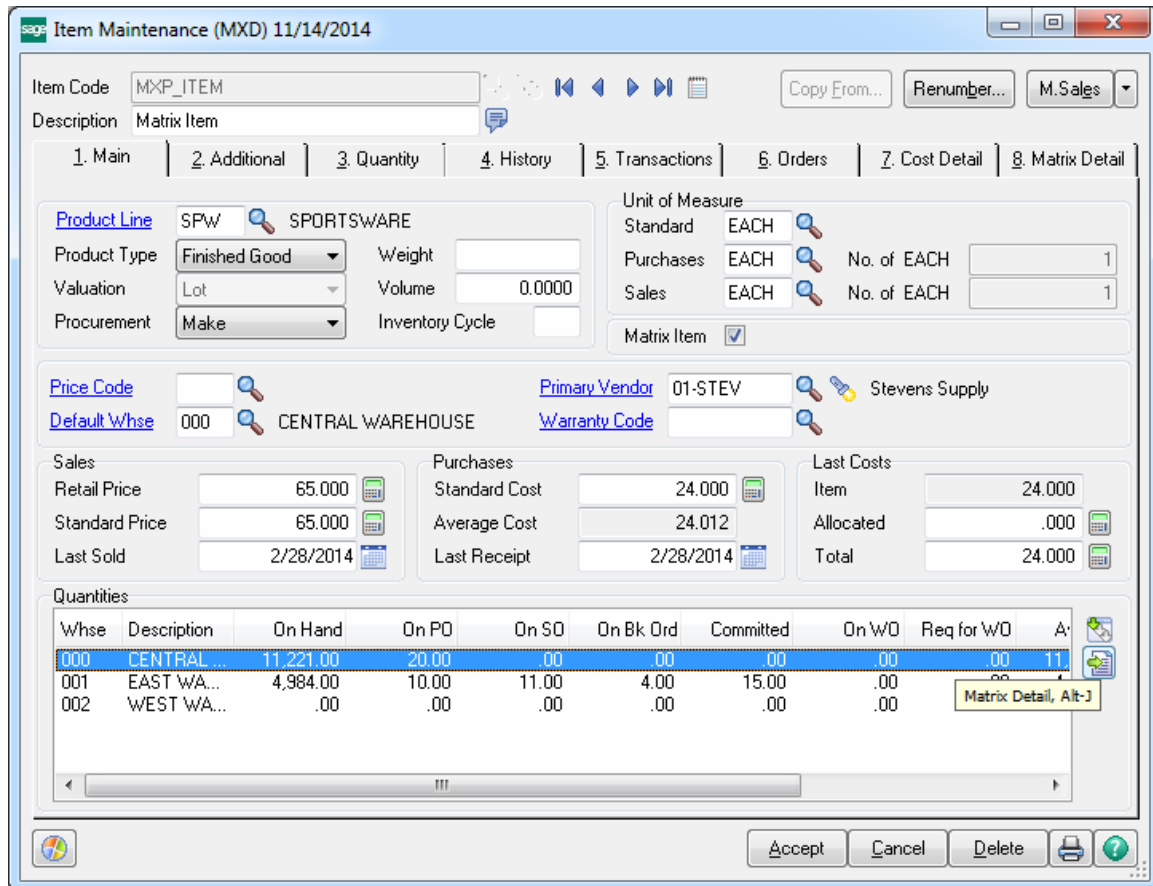 sage Item Maintenance (MXD) 11/14/2014
Item Code MXP_ITEM Copy From... Renumber... M.Sales
Description Matrix Item
1. Main 2. Additional 3. Quantity 4. History 5. Transactions 6. Orders 7. Cost Detail 8. Matrix Detail
Product Line SPW SPORTSWARE
Product Type Finished Good Weight
Valuation Lot Volume 0.0000
Procurement Make Inventory Cycle
Unit of Measure
Standard EACH
Purchases EACH No. of EACH 1
Sales EACH No. of EACH 1
Matrix Item
Price Code Primary Vendor 01-STEV Stevens Supply
Default Whse 000 CENTRAL WAREHOUSE Warranty Code
Sales
Retail Price 65.000
Standard Price 65.000
Last Sold 2/28/2014
Purchases
Standard Cost 24.000
Average Cost 24.012
Last Receipt 2/28/2014
Last Costs
Item 24.000
Allocated .000
Total 24.000
Quantities
Whse Description On Hand On PO On SO On Bk Ord Committed On WO Req for WO
000 CENTRAL ... 11,221.00 20.00 .00 .00 .00 .00 .00 11,
001 EAST WA... 4,984.00 10.00 11.00 4.00 15.00 .00
002 WEST WA... .00 .00 .00 .00 .00 .00
Matrix Detail, Alt-J
Accept Cancel Delete